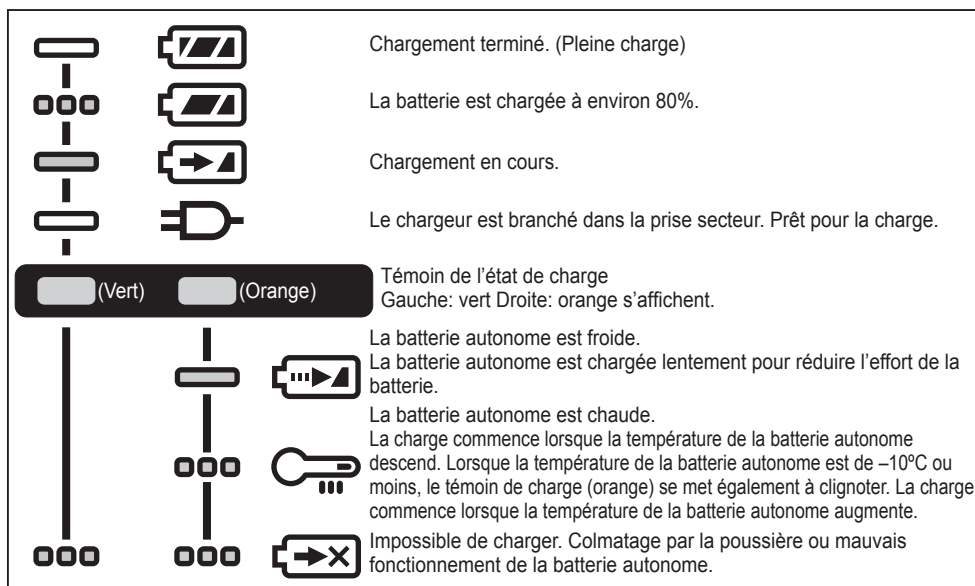 Chargement terminé. (Pleine charge)
La batterie est chargée à environ 80%.
Chargement en cours.
Le chargeur est branché dans la prise secteur. Prêt pour la charge.
(Vert) (Orange)
Témoin de l’état de charge
Gauche: vert Droite: orange s’affichent.
La batterie autonome est froide.
La batterie autonome est chargée lentement pour réduire l’effort de la
batterie.
La batterie autonome est chaude.
La charge commence lorsque la température de la batterie autonome
descend. Lorsque la température de la batterie autonome est de –10ºC ou
moins, le témoin de charge (orange) se met également à clignoter. La charge
commence lorsque la température de la batterie autonome augmente.
Impossible de charger. Colmatage par la poussière ou mauvais
fonctionnement de la batterie autonome.